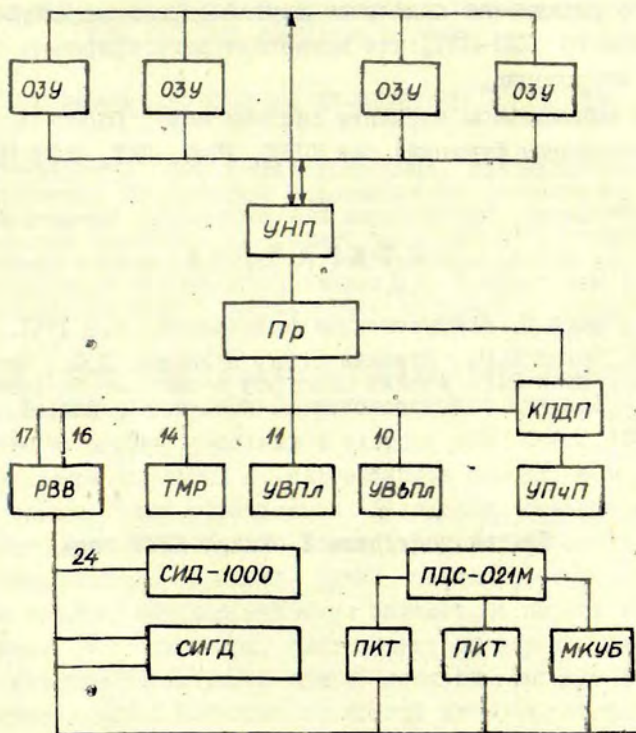 ОЗУ ОЗУ ОЗУ ОЗУ
УНП
Пр
КПДП
17 16 14 11 10
РВВ ТМР УВПл УВыПл УПчП
24
СИД-1000 ПДС-021М
СИГД ПКТ ПКТ МКУБ